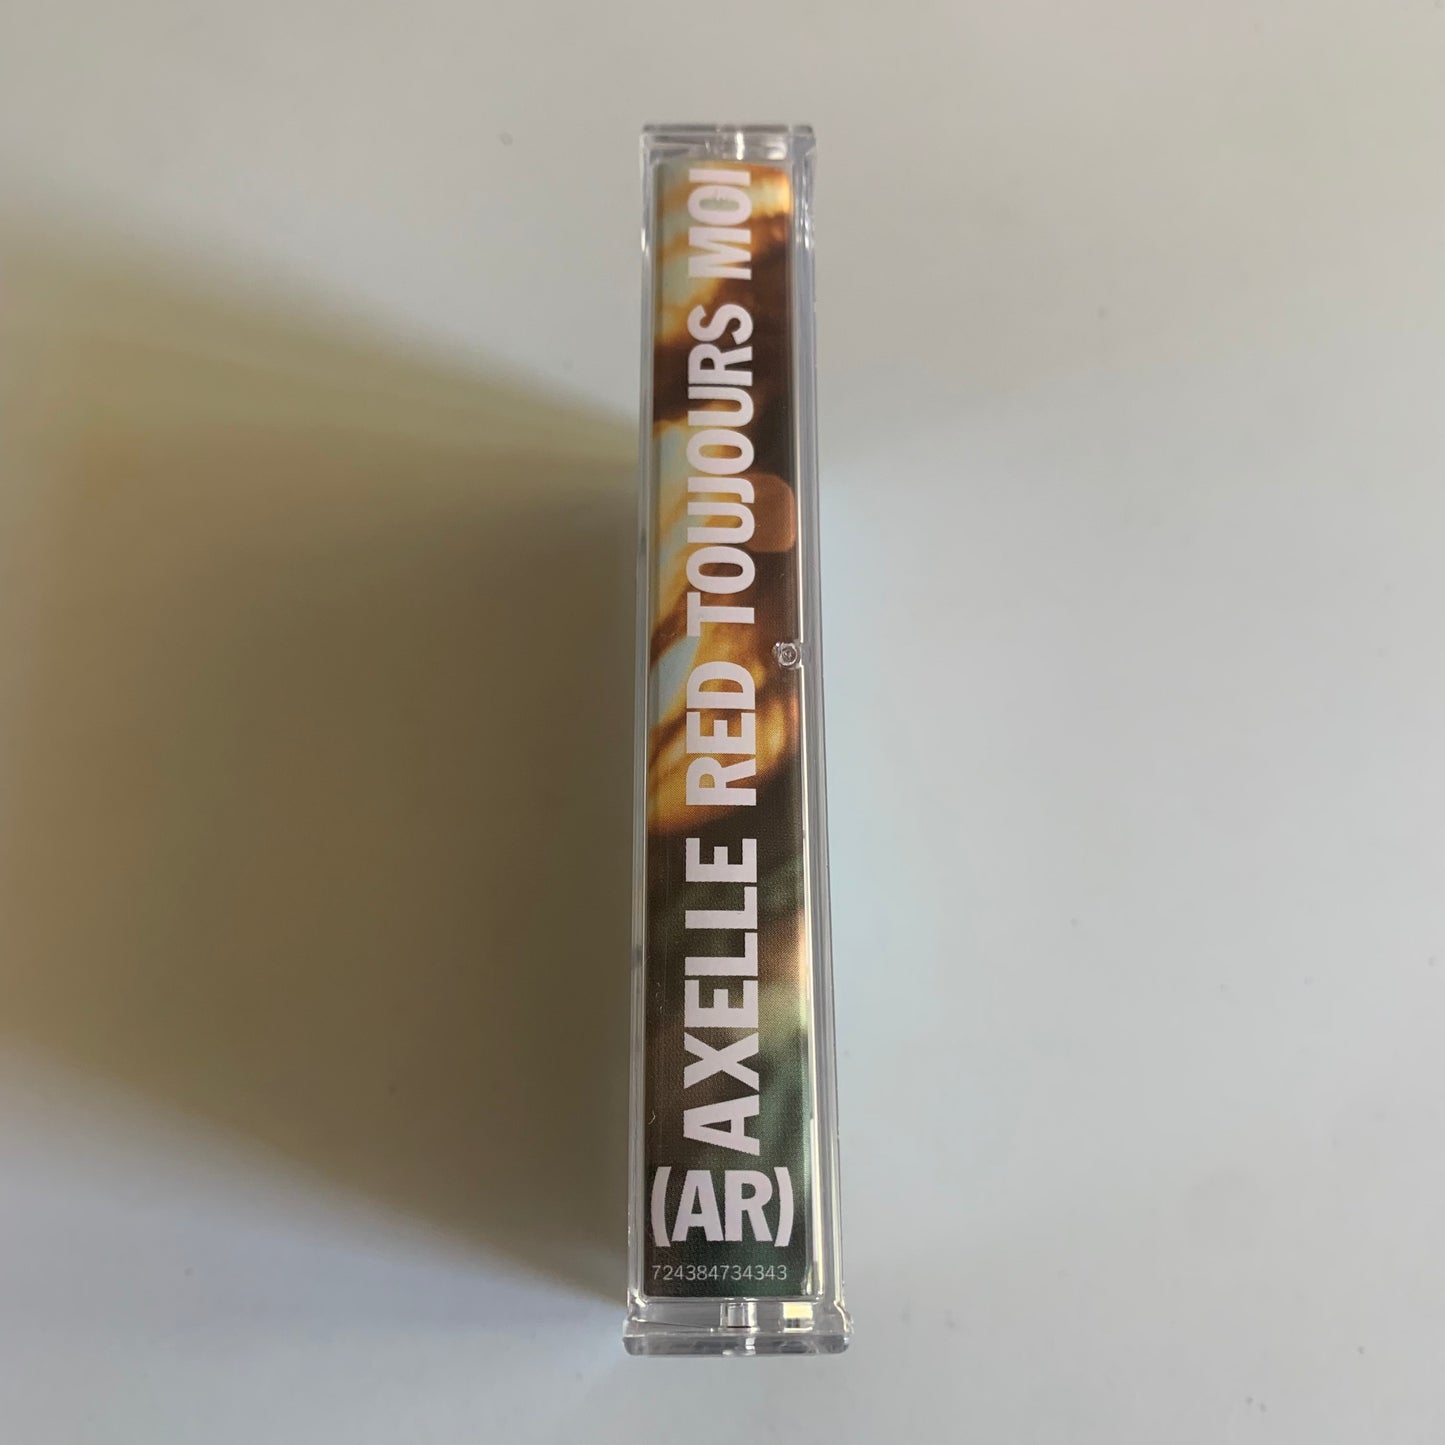 AXELLE RED TOUJOURS MOI
(AR)
724384734343